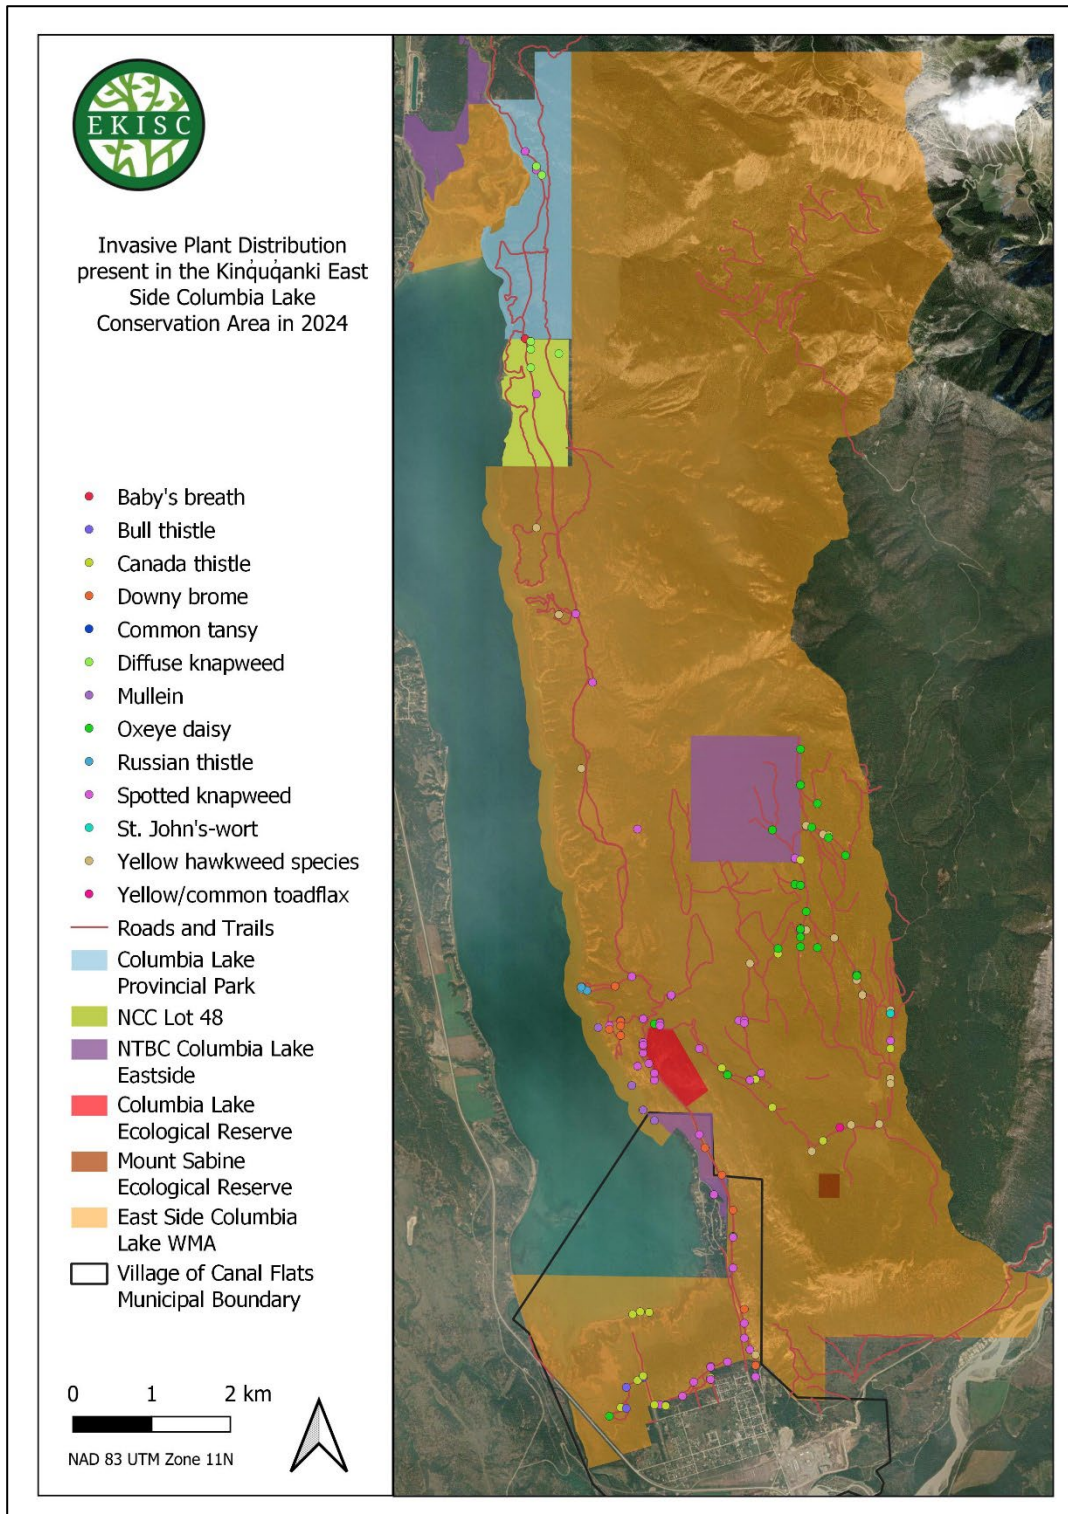 EKISC
Invasive Plant Distribution
present in the Kinq̓uq̓anki East
Side Columbia Lake
Conservation Area in 2024
Baby's breath
Bull thistle
Canada thistle
Downy brome
Common tansy
Diffuse knapweed
Mullein
Oxeye daisy
Russian thistle
Spotted knapweed
St. John's-wort
Yellow hawkweed species
Yellow/common toadflax
Roads and Trails
Columbia Lake
Provincial Park
NCC Lot 48
NTBC Columbia Lake
Eastside
Columbia Lake
Ecological Reserve
Mount Sabine
Ecological Reserve
East Side Columbia
Lake WMA
Village of Canal Flats
Municipal Boundary
0 1 2 km
NAD 83 UTM Zone 11N